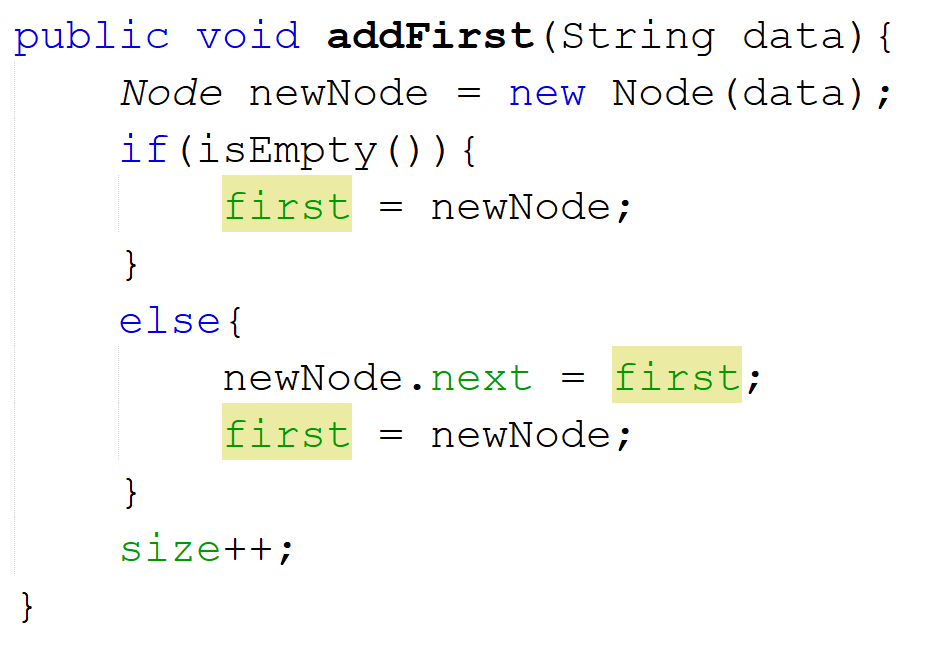 public void addFirst(String data){
Node newNode = new Node(data);
if(isEmpty()){
first = newNode;
}
else{
newNode.next = first;
first = newNode;
}
size++;
}